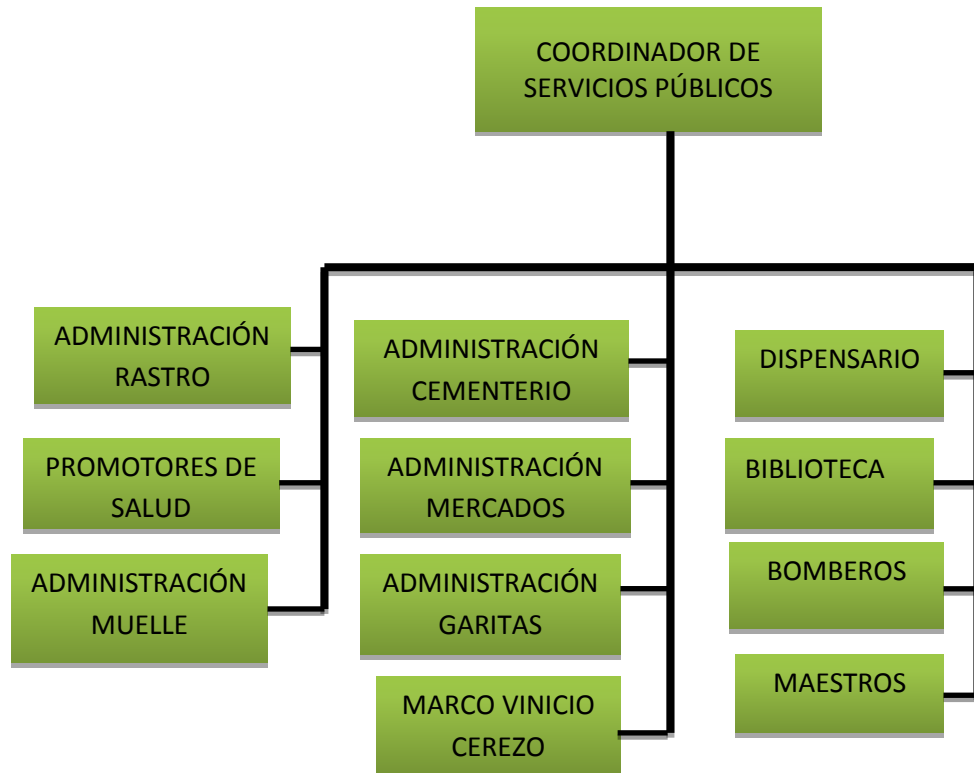 COORDINADOR DE
SERVICIOS PÚBLICOS
ADMINISTRACIÓN
RASTRO
PROMOTORES DE
SALUD
ADMINISTRACIÓN
MUELLE
ADMINISTRACIÓN
CEMENTERIO
ADMINISTRACIÓN
MERCADOS
ADMINISTRACIÓN
GARITAS
MARCO VINICIO
CEREZO
DISPENSARIO
BIBLIOTECA
BOMBEROS
MAESTROS